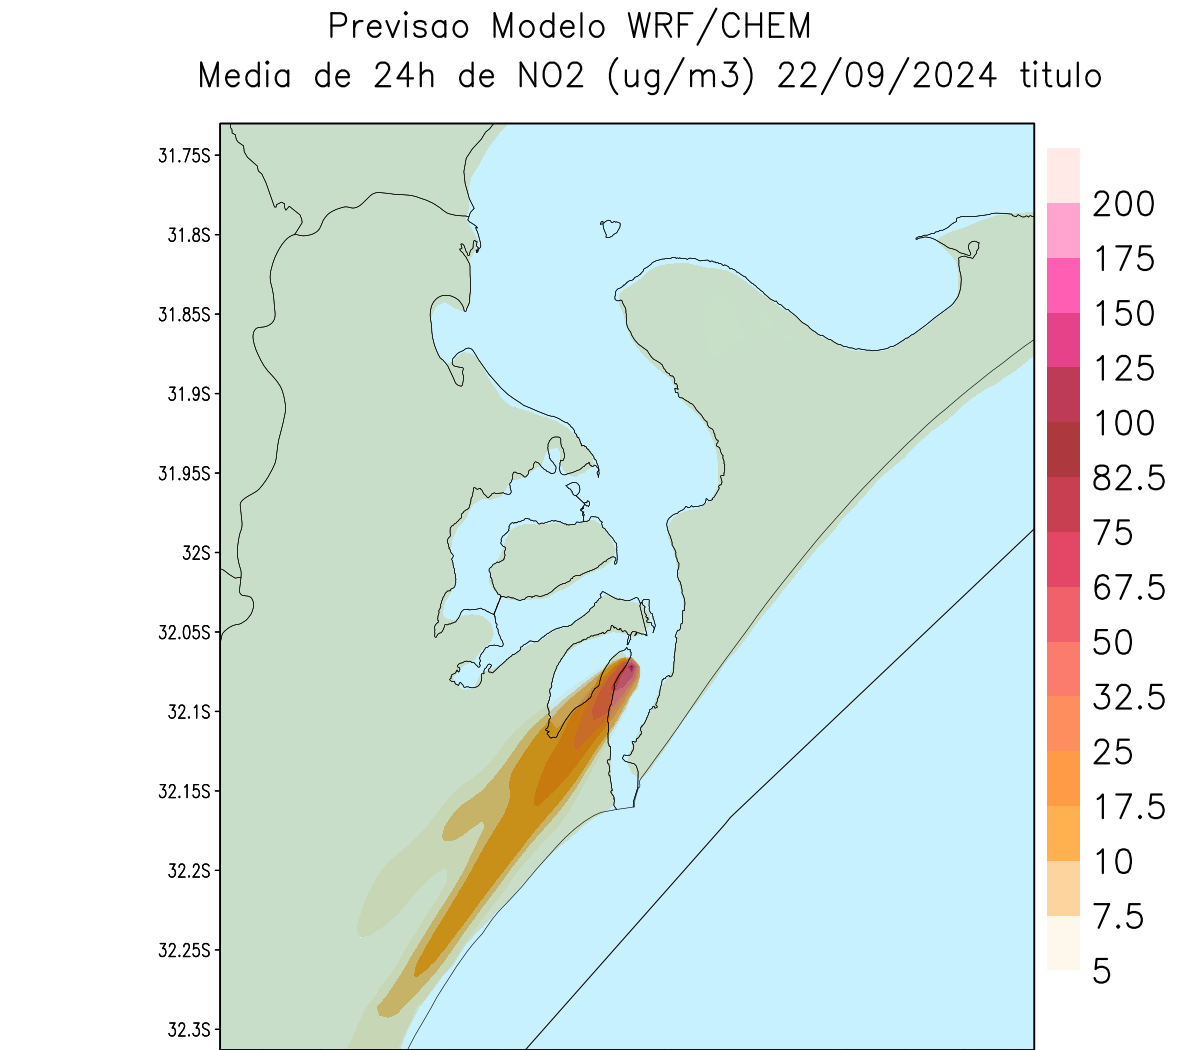 Previsao Modelo WRF/CHEM
Media de 24h de NO2 (ug/m3) 22/09/2024 titulo
31.75S
31.8S
31.85S
31.9S
31.95S
32S
32.05S
32.1S
32.15S
32.2S
32.25S
32.3S
200
175
150
125
100
82.5
75
67.5
50
32.5
25
17.5
10
7.5
5